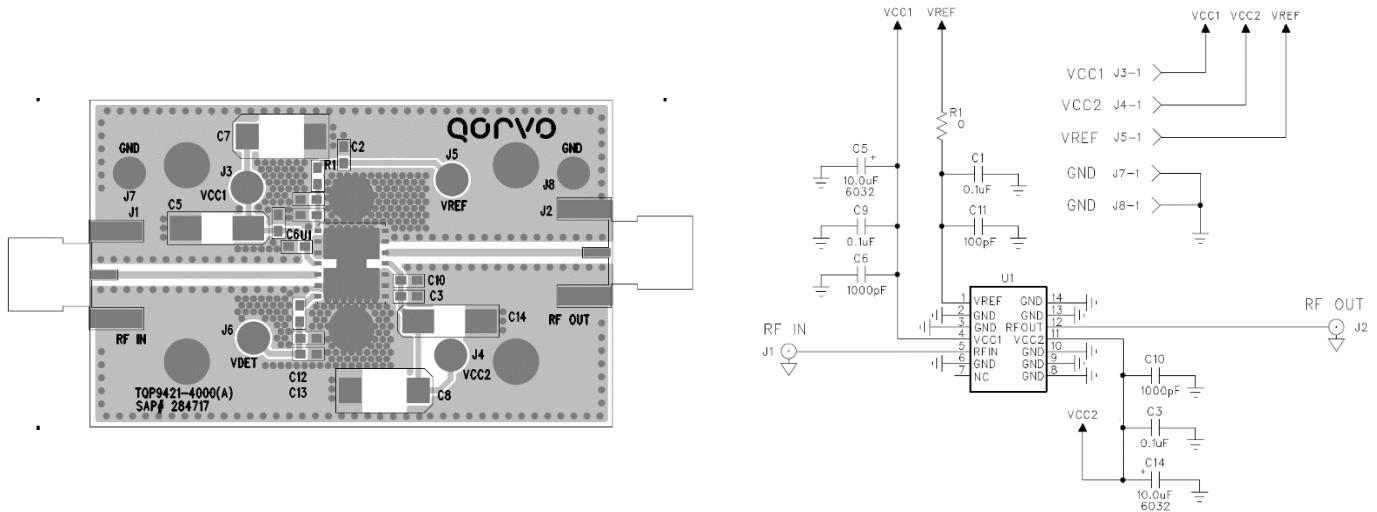 QORVO
C7
C2
GND
J7
J3
VCC1
R1
J5
VREF
GND
J8
J1
C5
J2
C6
U1
C10
C3
C14
RF IN
J6
VDET
RF OUT
J4
VCC2
C12
C13
C8
TQP9421-4000(A)
SAP# 284717
VCC1 VREF
VCC1 VCC2 VREF
VCC1 J3-1
VCC2 J4-1
VREF J5-1
GND J7-1
GND J8-1
R1
0
C5
+
10.0uF
6032
C1
0.1uF
C9
0.1uF
C11
100pF
C6
1000pF
U1
1 VREF GND 14
2 GND GND 13
3 GND RFOUT 12
4 VCC1 VCC2 11
5 RFIN GND 10
6 GND GND 9
7 NC GND 8
RF IN
J1
RF OUT
J2
C10
1000pF
C3
0.1uF
VCC2
C14
+
10.0uF
6032